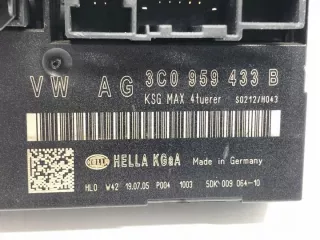 VW AG 3C0 959 433 B
KSG MAX 4tuerer S0212/H043
HELLA HELLA KGaA Made in Germany
HLO W42 19.07.05 P004 1003 5DK 009 064-10